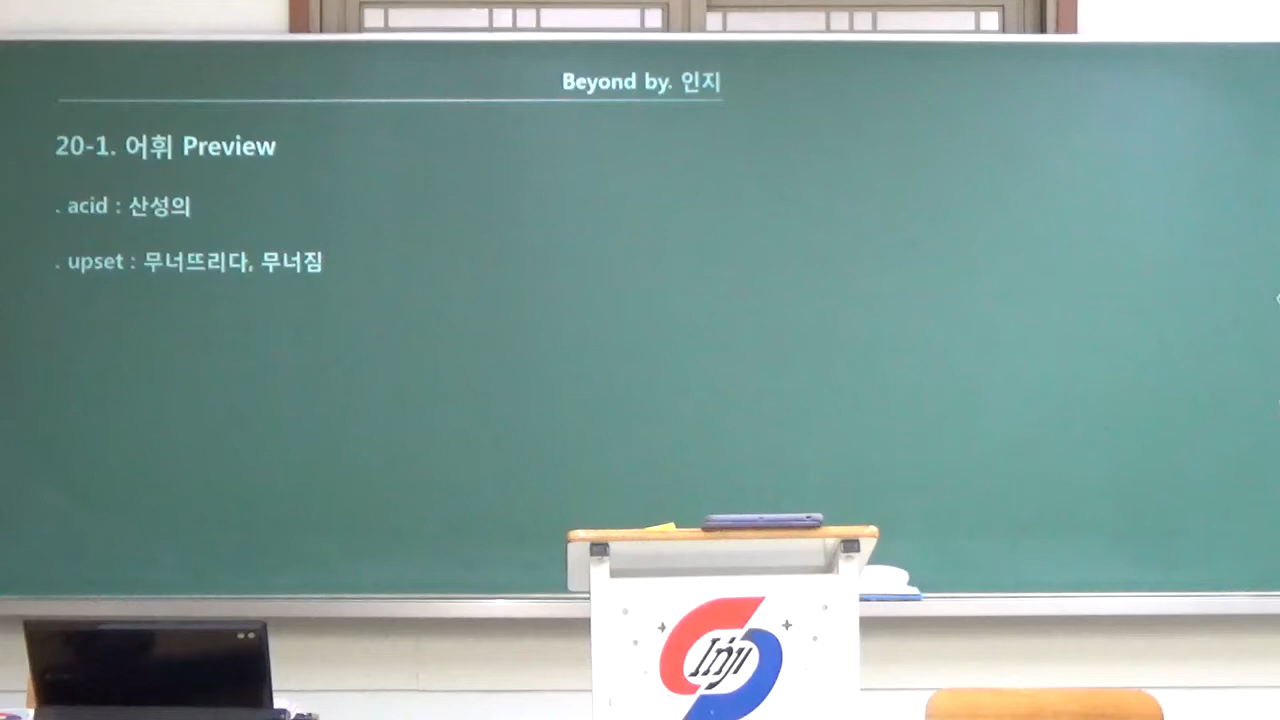 Beyond by. 인지
20-1. 어휘 Preview
. acid : 산성의
. upset : 무너뜨리다, 무너짐
Inji